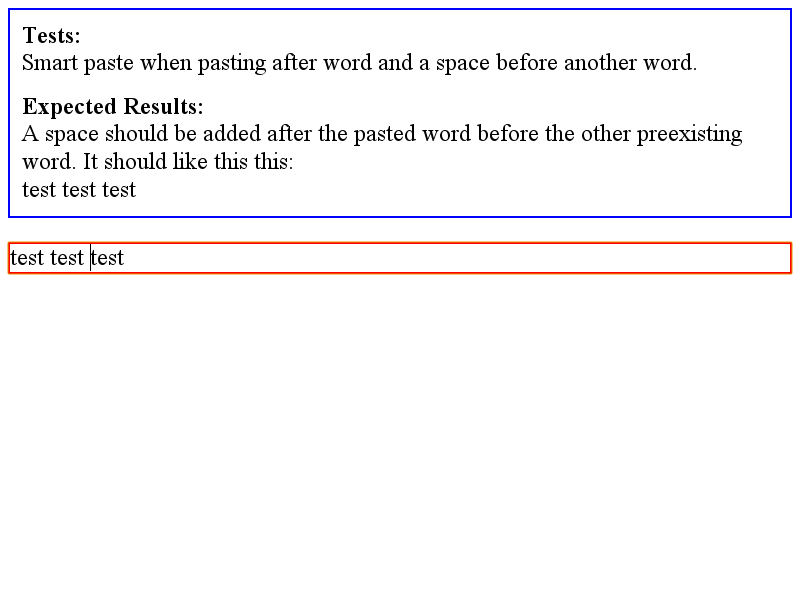 Tests:
Smart paste when pasting after word and a space before another word.
Expected Results:
A space should be added after the pasted word before the other preexisting
word. It should like this this:
test test test
test test test